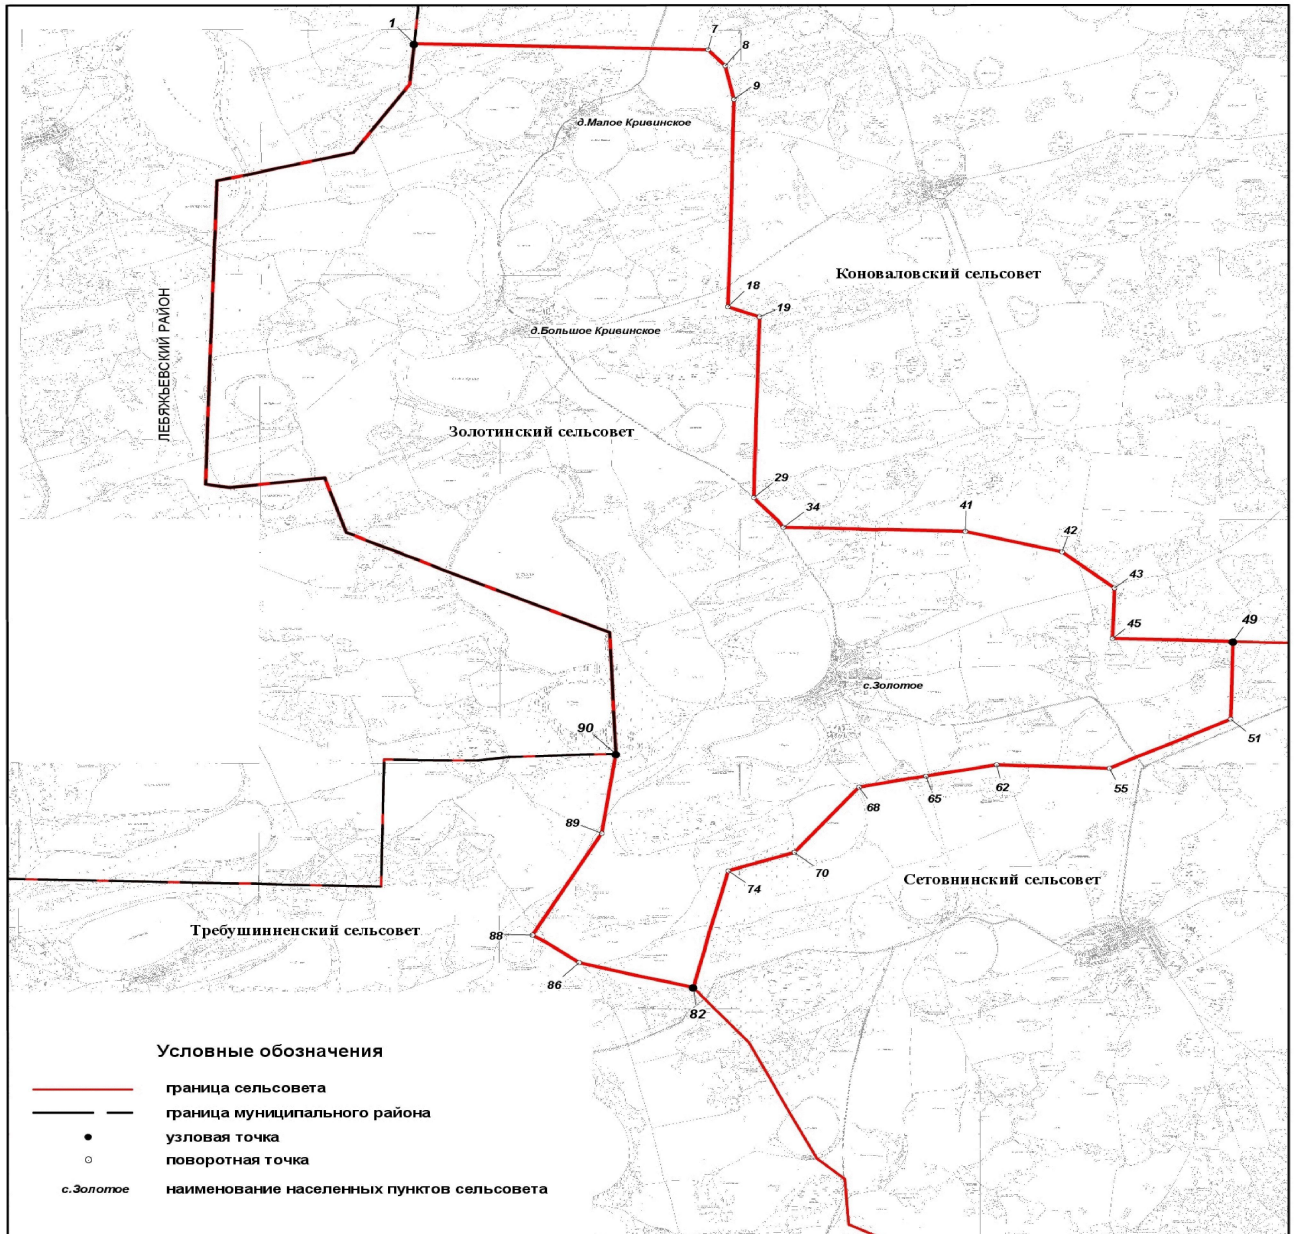 1
7
8
9
д.Малое Кривинское
Коноваловский сельсовет
18
19
д.Большое Кривинское
ЛЕБЯЖЬЕВСКИЙ РАЙОН
Золотинский сельсовет
29
34
41
42
43
45
49
с.Золотое
51
90
55
62
65
68
89
70
74
Сетовнинский сельсовет
Требушинненский сельсовет
88
86
82
Условные обозначения
граница сельсовета
граница муниципального района
узловая точка
поворотная точка
с.Золотое наименование населенных пунктов сельсовета